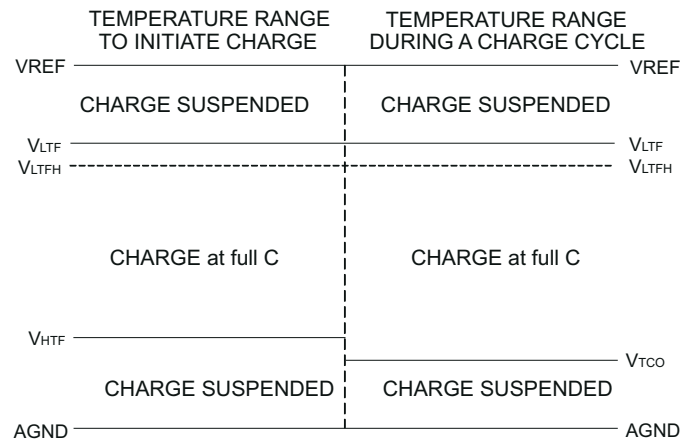 TEMPERATURE RANGE
TO INITIATE CHARGE
TEMPERATURE RANGE
DURING A CHARGE CYCLE
VREF
VREF
CHARGE SUSPENDED
CHARGE SUSPENDED
VLTF
VLTF
VLTFH
VLTFH
CHARGE at full C
CHARGE at full C
VHTF
VTCO
CHARGE SUSPENDED
CHARGE SUSPENDED
AGND
AGND